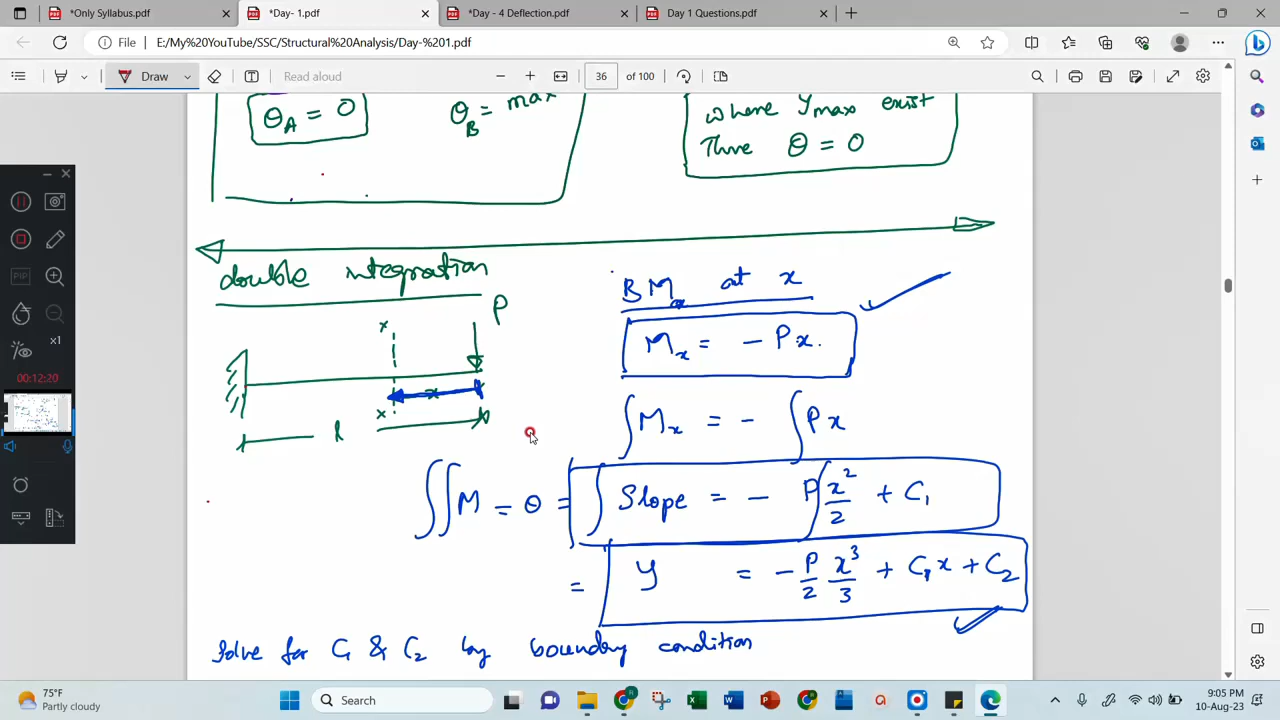 *Only Syllabus.pdf
*Day- 1.pdf
*Day - 4 Deflection.pdf
Day 1 Questions.pdf
File
E:/My%20YouTube/SSC/Structural%20Analysis/Day-%201.pdf
Draw
Read aloud
36 of 100
θA = 0
θB = max
where Ymax exist
Thre θ = 0
double integration
P
x
x
x
l
BMx at x
Mx = - Px.
∫Mx = - ∫Px
∫∫M = θ = ∫ Slope = - P∫ x²/2 + C₁
= y = - P/2 x³/3 + C₁x + C₂
Solve for C₁ & C₂ by boundry condition
PIP
x1
00:12:20
75°F
Partly cloudy
Search
9:05 PM
10-Aug-23